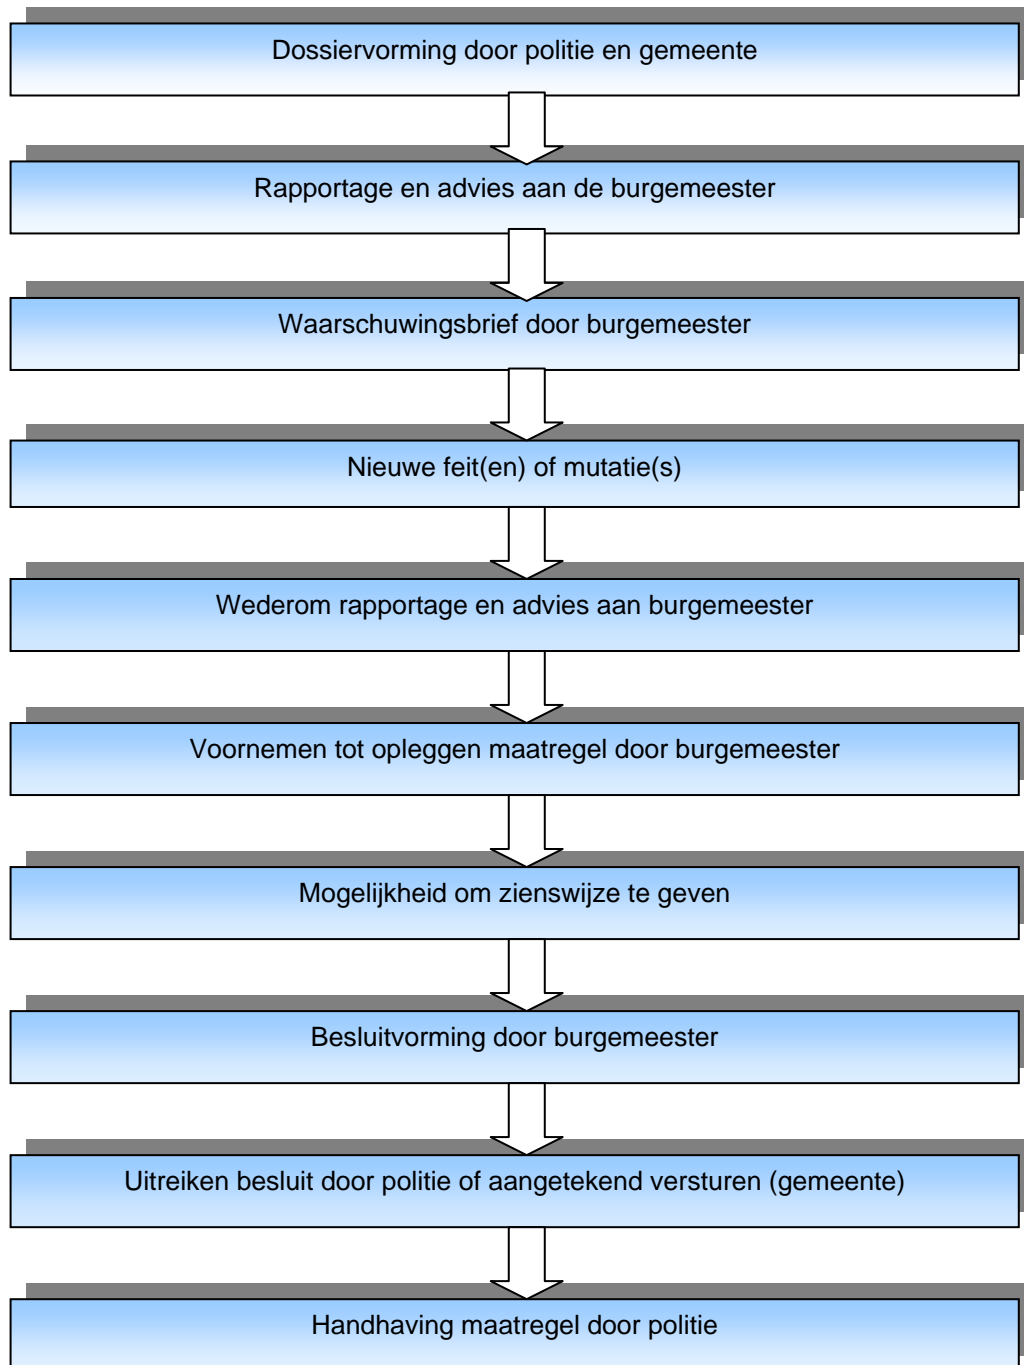 Dossiervorming door politie en gemeente
Rapportage en advies aan de burgemeester
Waarschuwingsbrief door burgemeester
Nieuwe feit(en) of mutatie(s)
Wederom rapportage en advies aan burgemeester
Voornemen tot opleggen maatregel door burgemeester
Mogelijkheid om zienswijze te geven
Besluitvorming door burgemeester
Uitreiken besluit door politie of aangetekend versturen (gemeente)
Handhaving maatregel door politie